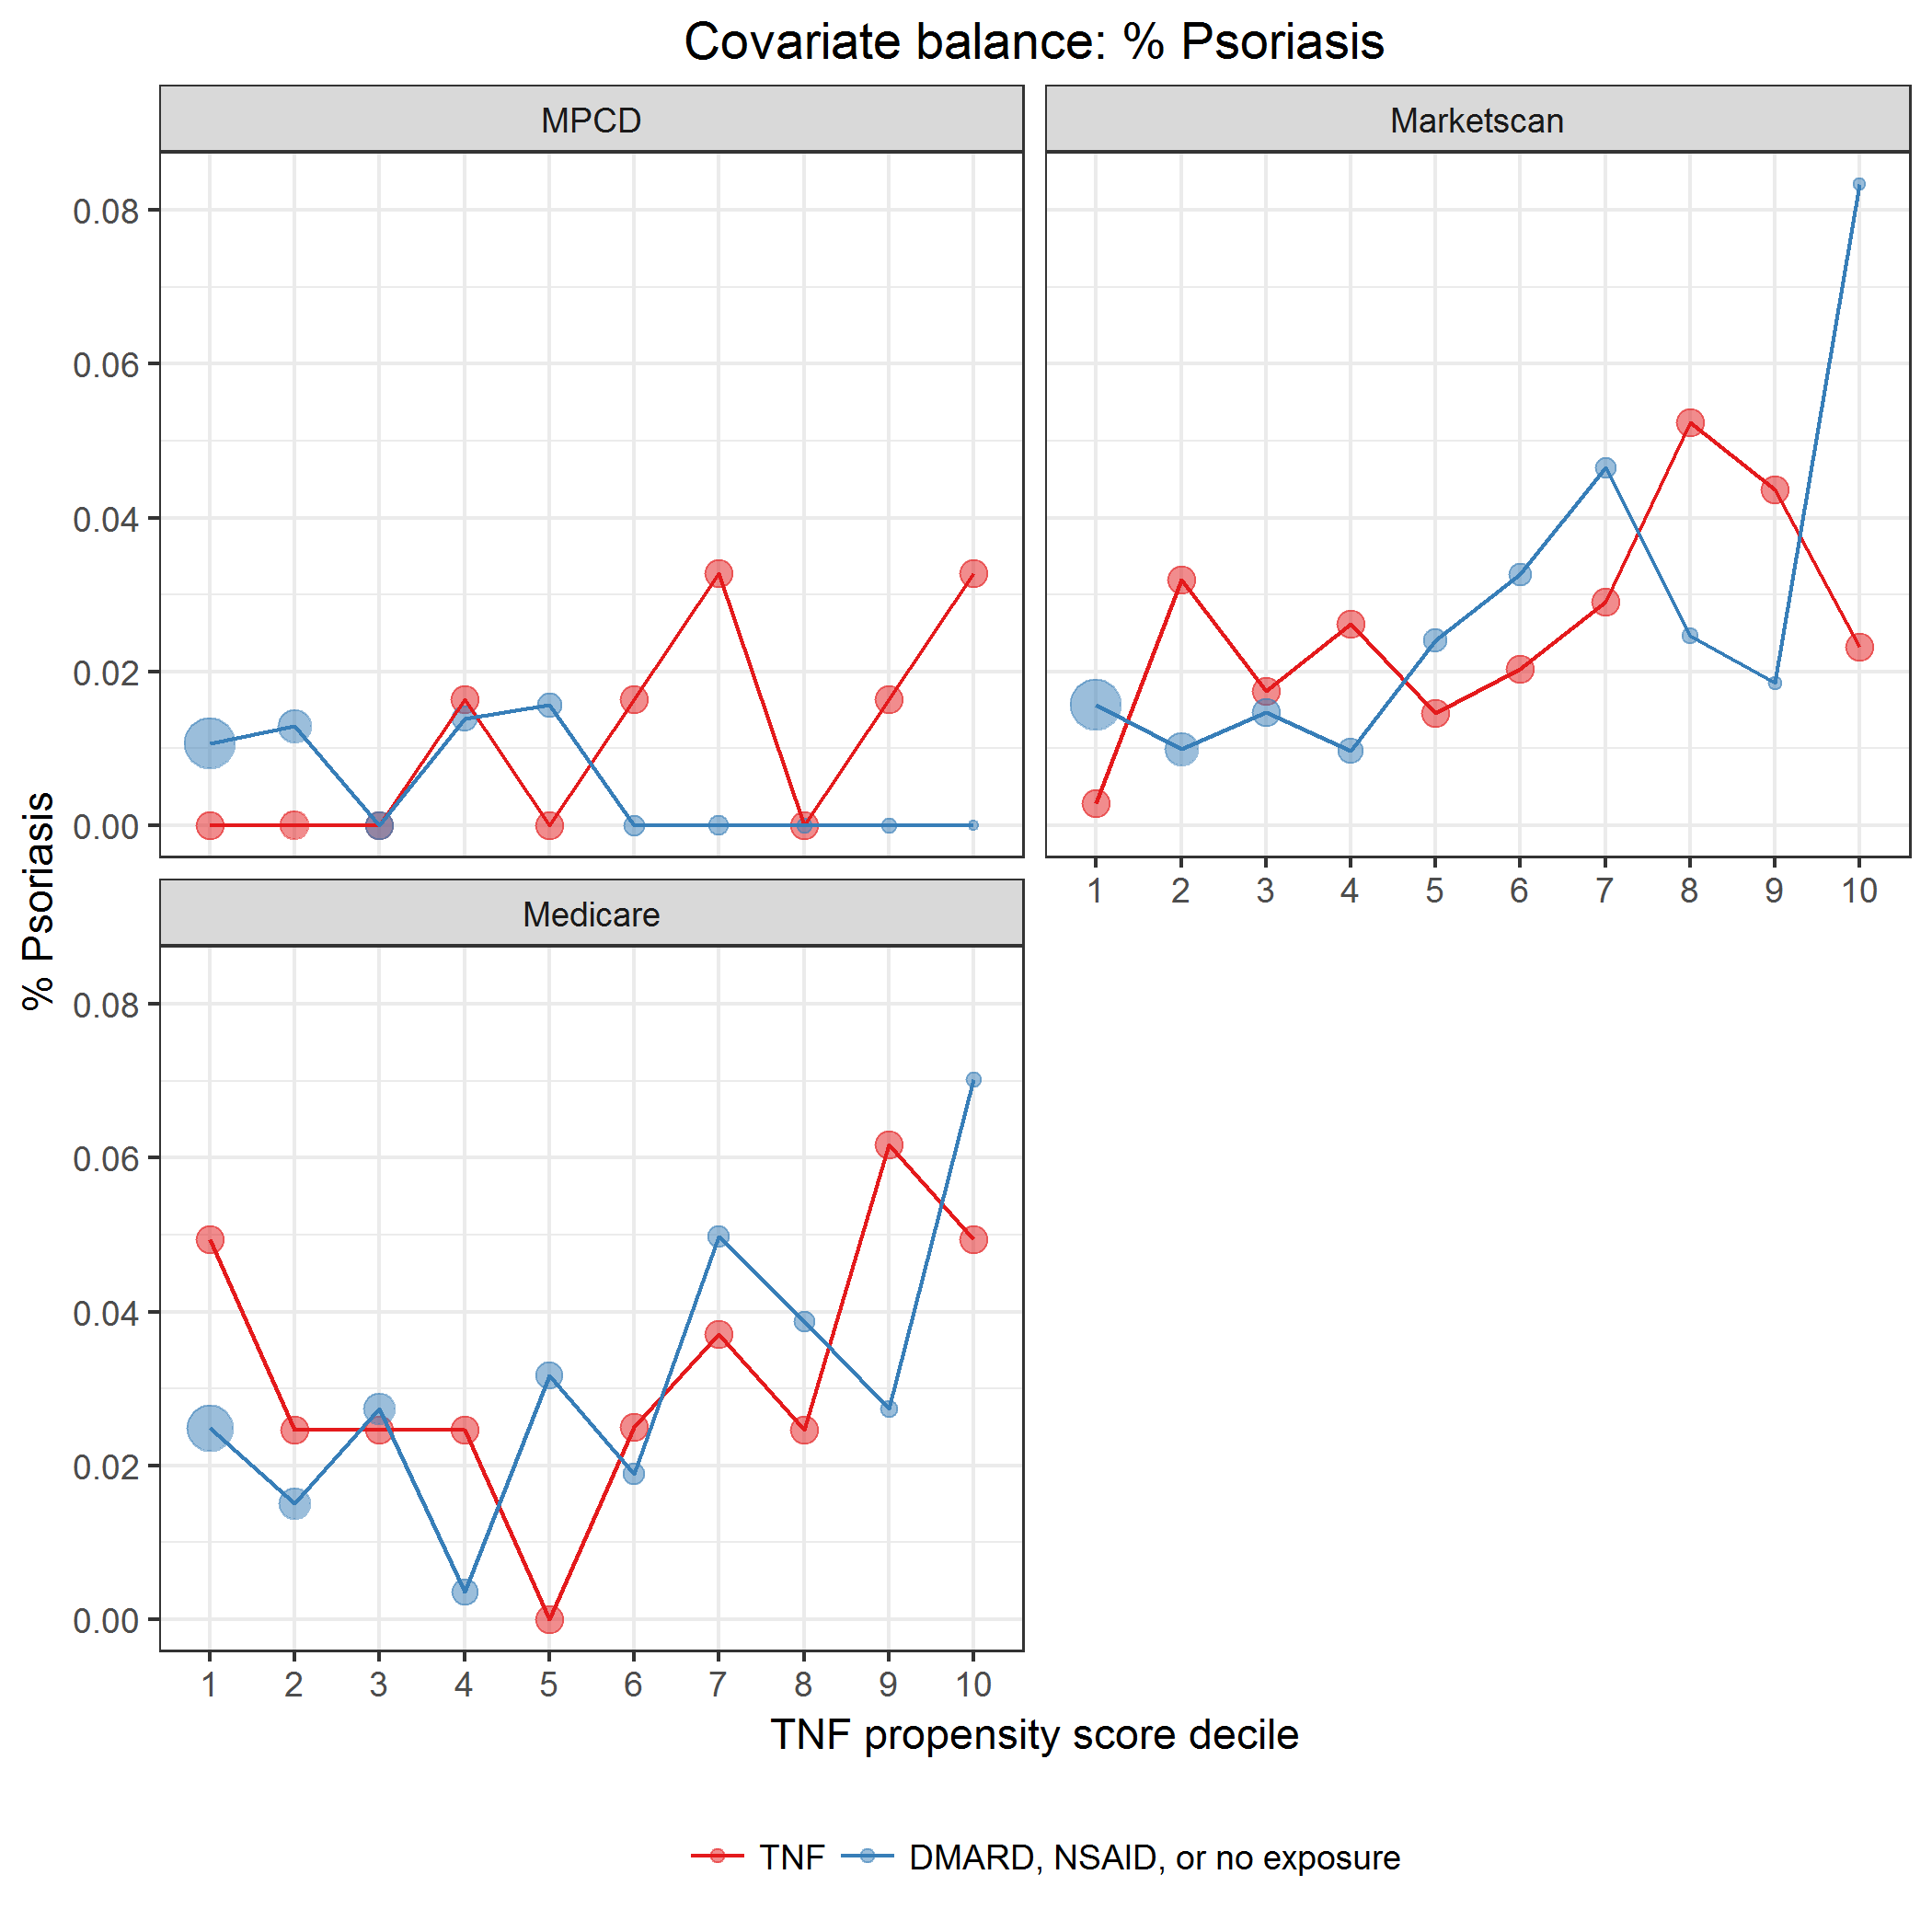 Covariate balance: % Psoriasis
MPCD
Marketscan
0.08
0.06
0.04
0.02
0.00
1 2 3 4 5 6 7 8 9 10
% Psoriasis
Medicare
0.08
0.06
0.04
0.02
0.00
1 2 3 4 5 6 7 8 9 10
TNF propensity score decile
TNF DMARD, NSAID, or no exposure